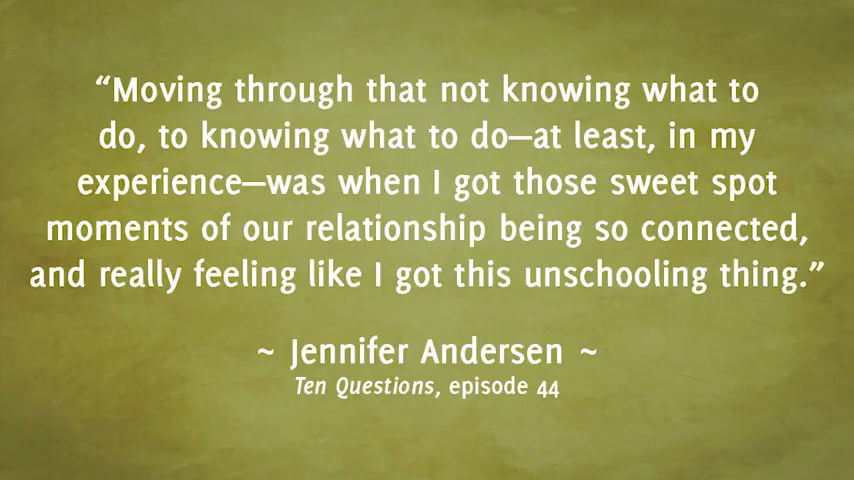 “Moving through that not knowing what to
do, to knowing what to do—at least, in my
experience—was when I got those sweet spot
moments of our relationship being so connected,
and really feeling like I got this unschooling thing.”
~ Jennifer Andersen ~
Ten Questions, episode 44